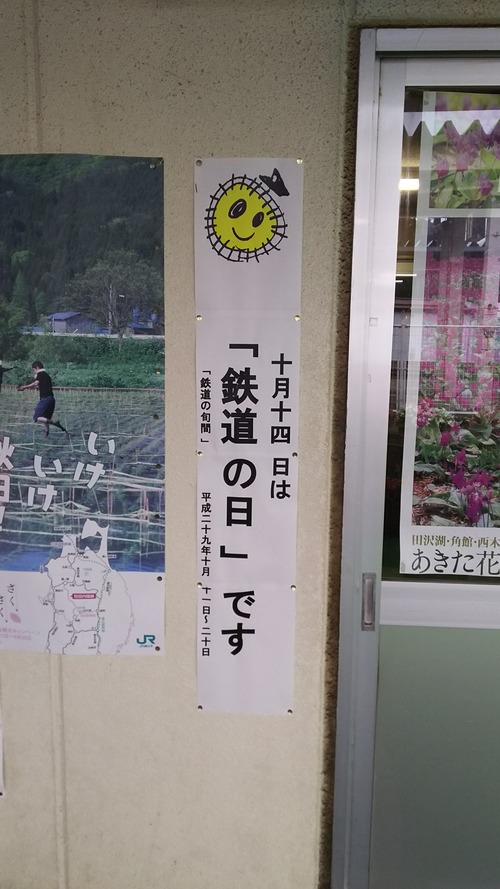 十月十四日は
「鉄道の日」です
「鉄道の旬間」 平成二十九年十月 十一日～二十日
いけ
いけ
秋田!
JR
田沢湖・角館・西木
あきた花